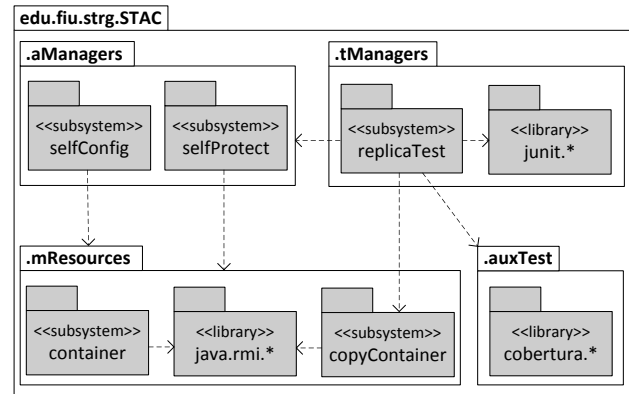 edu.fiu.strg.STAC
.aManagers
<<subsystem>>
selfConfig
<<subsystem>>
selfProtect
.tManagers
<<subsystem>>
replicaTest
<<library>>
junit.*
.mResources
<<subsystem>>
container
<<library>>
java.rmi.*
<<subsystem>>
copyContainer
.auxTest
<<library>>
cobertura.*